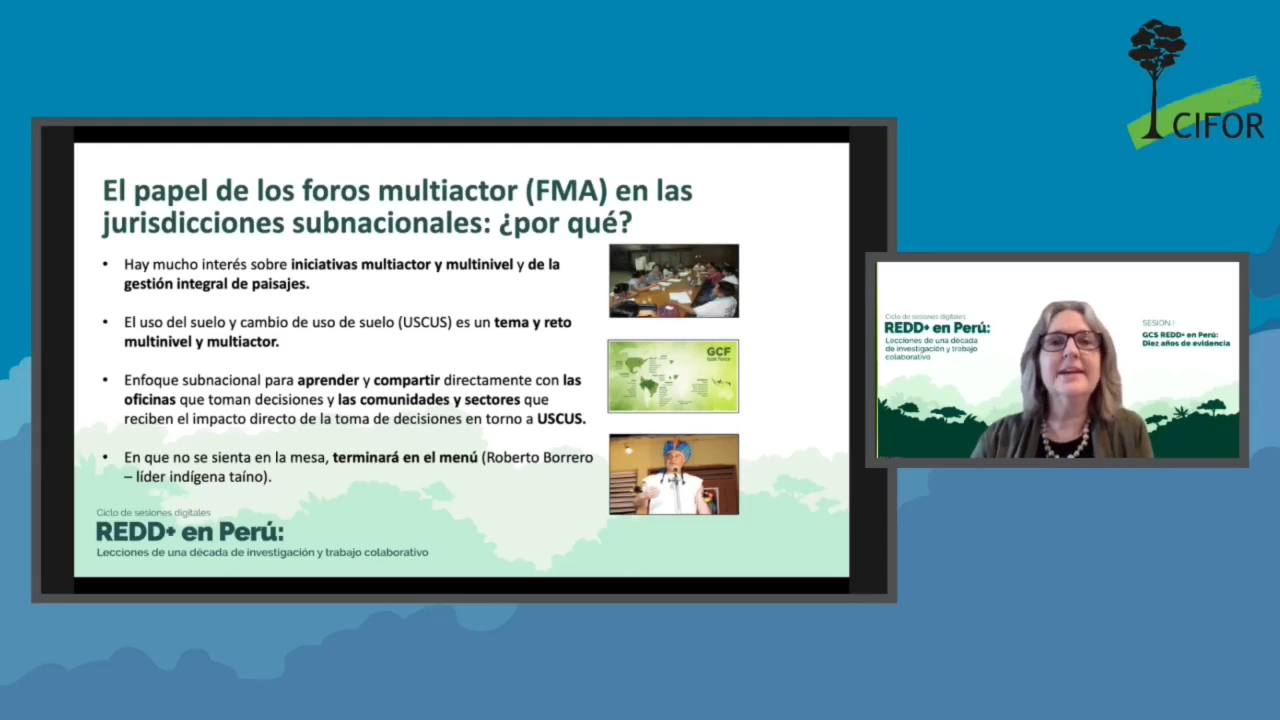 CIFOR
El papel de los foros multiactor (FMA) en las
jurisdicciones subnacionales: ¿por qué?
• Hay mucho interés sobre iniciativas multiactor y multinivel y de la
gestión integral de paisajes.
• El uso del suelo y cambio de uso de suelo (USCUS) es un tema y reto
multinivel y multiactor.
• Enfoque subnacional para aprender y compartir directamente con las
oficinas que toman decisiones y las comunidades y sectores que
reciben el impacto directo de la toma de decisiones en torno a USCUS.
• En que no se sienta en la mesa, terminará en el menú (Roberto Borrero
– líder indígena taíno).
GCF
Ciclo de sesiones digitales
REDD+ en Perú:
Lecciones de una década de investigación y trabajo colaborativo
Ciclo de sesiones digitales
REDD+ en Perú:
Lecciones de una década
de investigación y trabajo
colaborativo
SESION I:
GCS REDD+ en Perú:
Diez años de evidencia